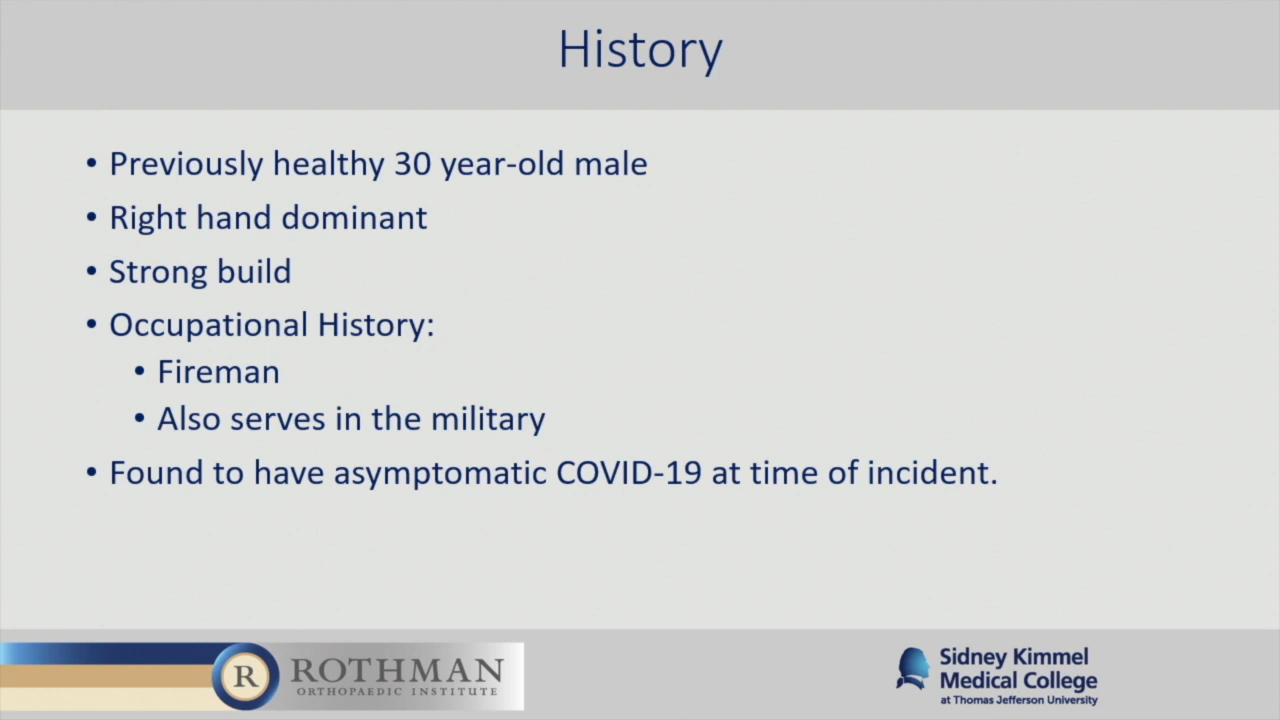 History
• Previously healthy 30 year-old male
• Right hand dominant
• Strong build
• Occupational History:
• Fireman
• Also serves in the military
• Found to have asymptomatic COVID-19 at time of incident.
R
ROTHMAN
ORTHOPAEDIC INSTITUTE
Sidney Kimmel
Medical College
at Thomas Jefferson University